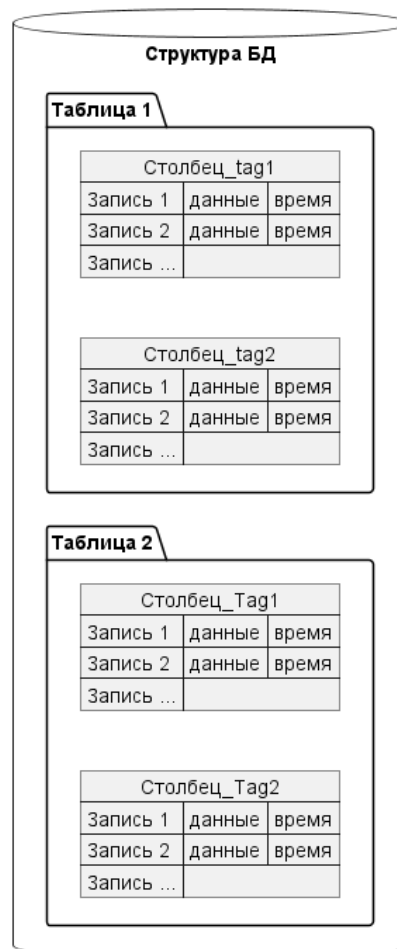 Структура БД
Таблица 1
Столбец_tag1
Запись 1 данные время
Запись 2 данные время
Запись ...
Столбец_tag2
Запись 1 данные время
Запись 2 данные время
Запись ...
Таблица 2
Столбец_Tag1
Запись 1 данные время
Запись 2 данные время
Запись ...
Столбец_Tag2
Запись 1 данные время
Запись 2 данные время
Запись ...